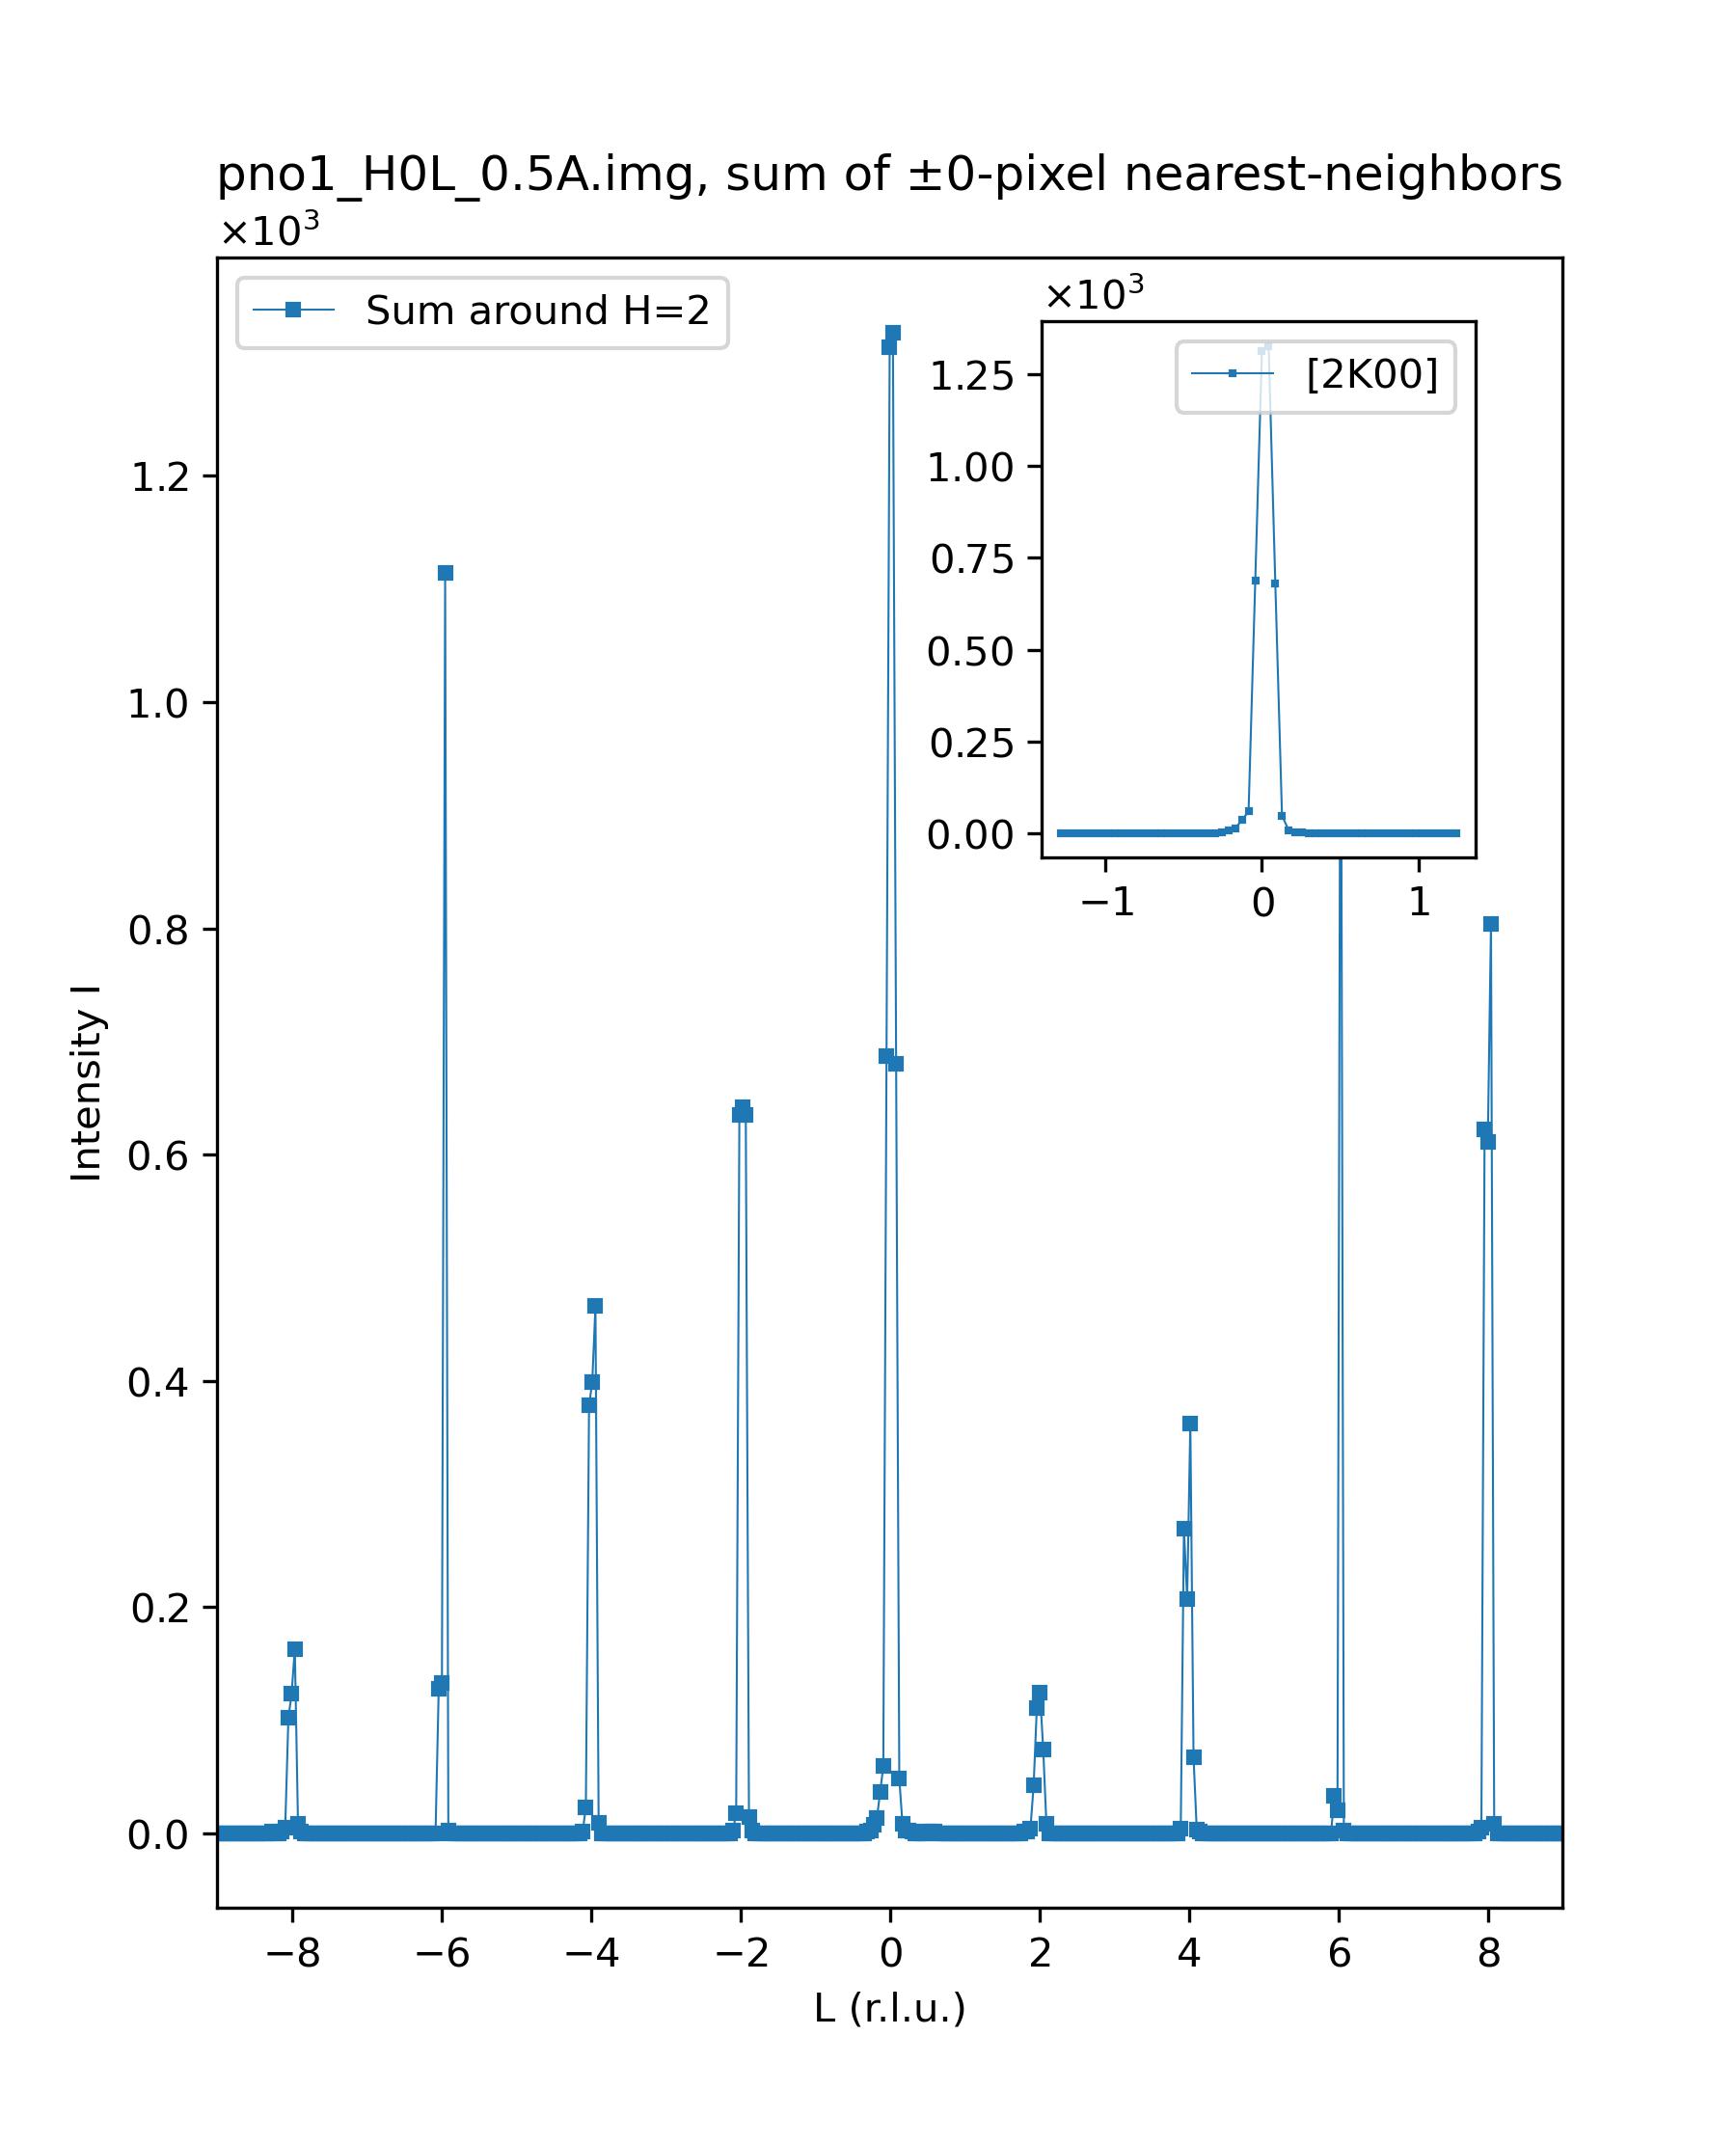 pno1_H0L_0.5A.img, sum of ±0-pixel nearest-neighbors
×10³
Sum around H=2
×10³
[2K00]
1.25
1.00
0.75
0.50
0.25
0.00
−1 0 1
1.2
1.0
0.8
0.6
0.4
0.2
0.0
Intensity I
−8 −6 −4 −2 0 2 4 6 8
L (r.l.u.)